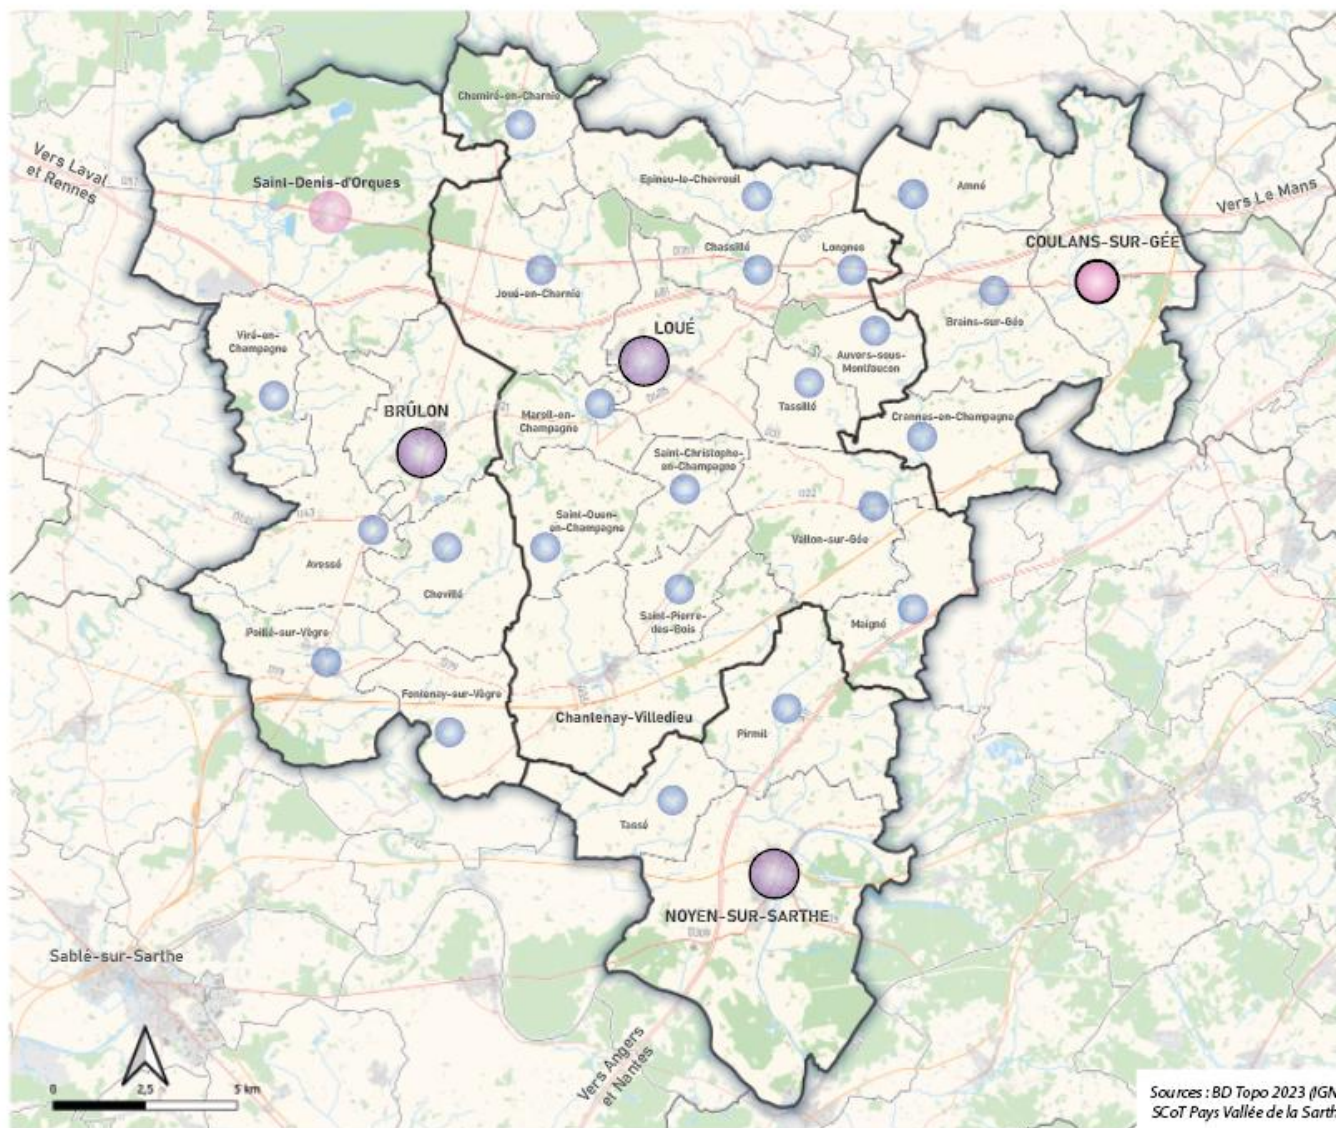 Chemiré-en-Charnie
Vers Laval
et Rennes
Saint-Denis-d'Orques
Epineu-le-Chevreuil
Amné
Vers Le Mans
Chassillé
Longnes
COULANS-SUR-GÉE
Joué-en-Charnie
A81
Brains-sur-Gée
Viré-en-
Champagne
LOUÉ
Auvers-sous-
Montfaucon
Tassillé
BRÛLON
Mareil-en-
Champagne
Crannes-en-Champagne
Saint-Christophe-
en-Champagne
D22
Saint-Ouen-
en-Champagne
Vallon-sur-Gée
Avessé
Chevillé
Saint-Pierre-
des-Bois
Maigné
Poillé-sur-Vègre
Fontenay-sur-Vègre
Chantenay-Villedieu
Pirmil
Tassé
NOYEN-SUR-SARTHE
Sablé-sur-Sarthe
Vers Angers
et Nantes
0 2,5 5 km
Sources : BD Topo 2023 (IGN
SCoT Pays Vallée de la Sarth